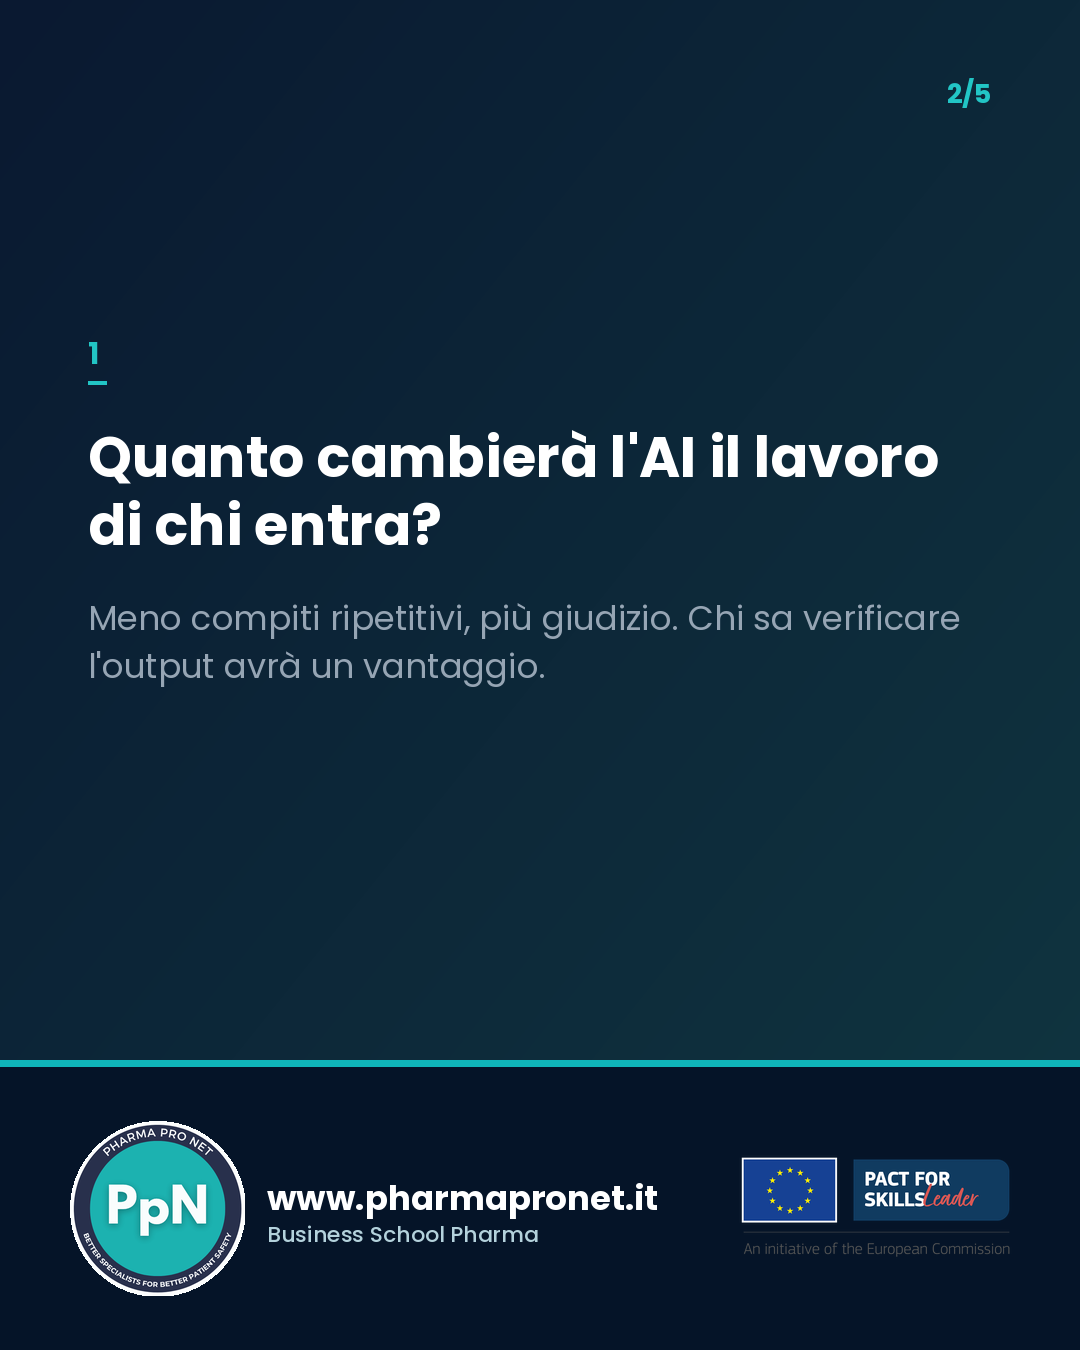 2/5
1
Quanto cambierà l'AI il lavoro
di chi entra?
Meno compiti ripetitivi, più giudizio. Chi sa verificare
l'output avrà un vantaggio.
PHARMA PRO NET
PpN
BETTER SPECIALISTS FOR BETTER PATIENT SAFETY
www.pharmapronet.it
Business School Pharma
PACT FOR
SKILLS Leader
An initiative of the European Commission